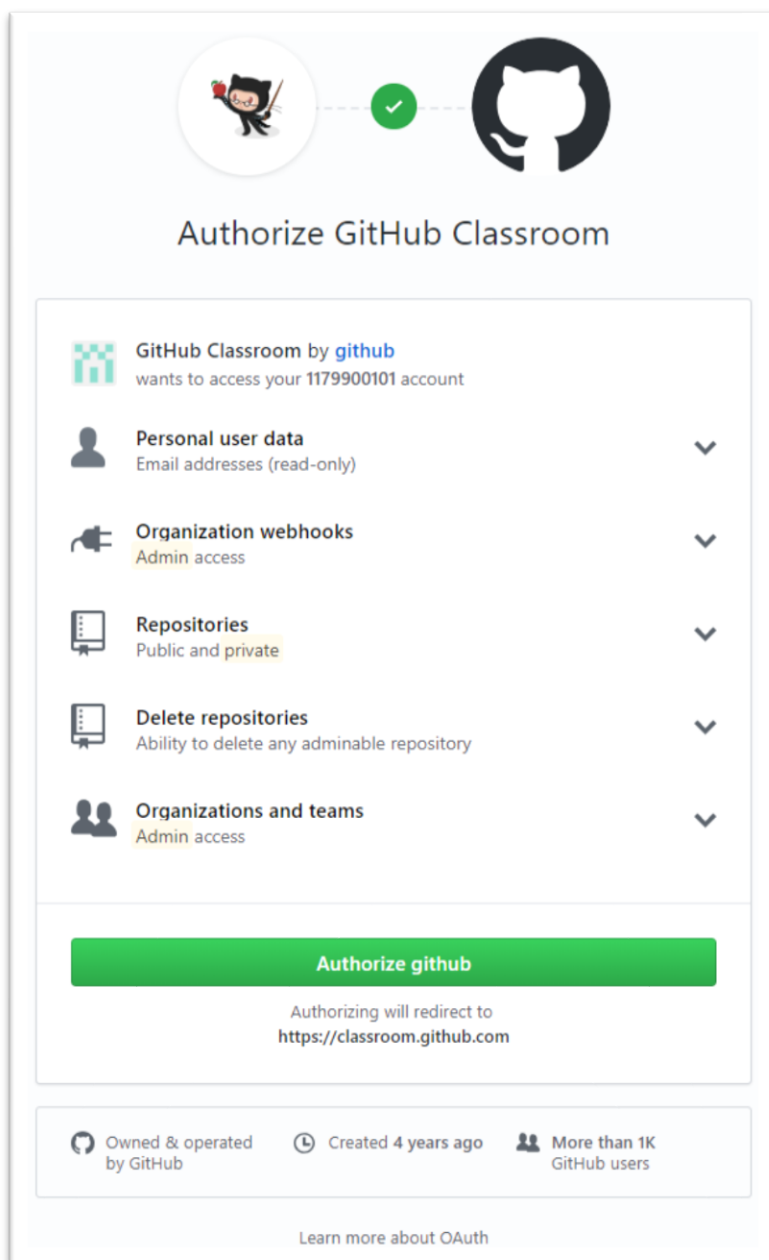 Authorize GitHub Classroom
GitHub Classroom by github
wants to access your 1179900101 account
Personal user data
Email addresses (read-only)
Organization webhooks
Admin access
Repositories
Public and private
Delete repositories
Ability to delete any adminable repository
Organizations and teams
Admin access
Authorize github
Authorizing will redirect to
https://classroom.github.com
Owned & operated
by GitHub
Created 4 years ago
More than 1K
GitHub users
Learn more about OAuth